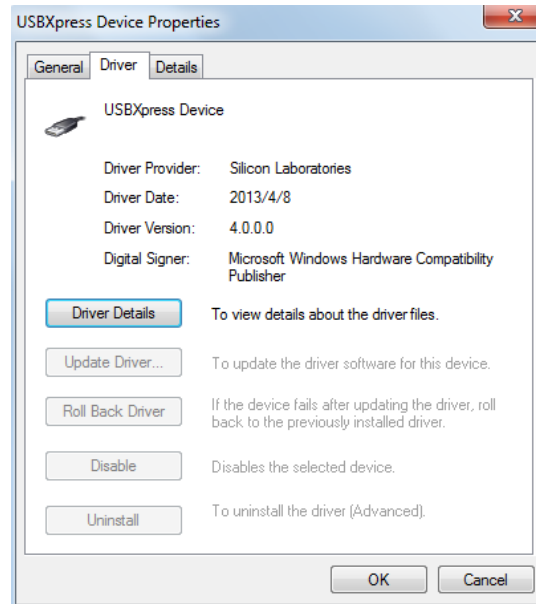 USBXpress Device Properties
General Driver Details
USBXpress Device
Driver Provider: Silicon Laboratories
Driver Date: 2013/4/8
Driver Version: 4.0.0.0
Digital Signer: Microsoft Windows Hardware Compatibility
Publisher
Driver Details To view details about the driver files.
Update Driver... To update the driver software for this device.
Roll Back Driver If the device fails after updating the driver, roll
back to the previously installed driver.
Disable Disables the selected device.
Uninstall To uninstall the driver (Advanced).
OK Cancel